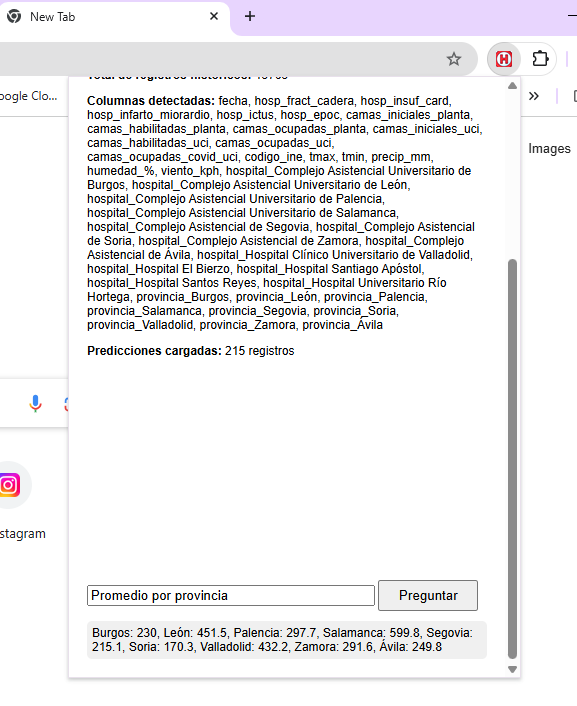 New Tab
oogle Clo...
Images
Columnas detectadas: fecha, hosp_fract_cadera, hosp_insuf_card,
hosp_infarto_miorardio, hosp_ictus, hosp_epoc, camas_iniciales_planta,
camas_habilitadas_planta, camas_ocupadas_planta, camas_iniciales_uci,
camas_habilitadas_uci, camas_ocupadas_uci,
camas_ocupadas_covid_uci, codigo_ine, tmax, tmin, precip_mm,
humedad_%, viento_kph, hospital_Complejo Asistencial Universitario de
Burgos, hospital_Complejo Asistencial Universitario de León,
hospital_Complejo Asistencial Universitario de Palencia,
hospital_Complejo Asistencial Universitario de Salamanca,
hospital_Complejo Asistencial de Segovia, hospital_Complejo Asistencial
de Soria, hospital_Complejo Asistencial de Zamora, hospital_Complejo
Asistencial de Ávila, hospital_Hospital Clínico Universitario de Valladolid,
hospital_Hospital El Bierzo, hospital_Hospital Santiago Apóstol,
hospital_Hospital Santos Reyes, hospital_Hospital Universitario Río
Hortega, provincia_Burgos, provincia_León, provincia_Palencia,
provincia_Salamanca, provincia_Segovia, provincia_Soria,
provincia_Valladolid, provincia_Zamora, provincia_Ávila
Predicciones cargadas: 215 registros
stagram
Promedio por provincia
Preguntar
Burgos: 230, León: 451.5, Palencia: 297.7, Salamanca: 599.8, Segovia:
215.1, Soria: 170.3, Valladolid: 432.2, Zamora: 291.6, Ávila: 249.8